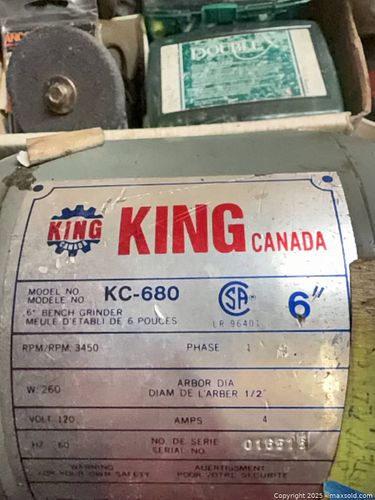 DOUBLE
KING
CANADA
KING CANADA
MODEL NO.
MODELE NO.
KC-680
6" BENCH GRINDER
MEULE D'ETABLI DE 6 POUCES
CSA
LR 96401
6"
RPM/RPM: 3450
PHASE 1
W: 260
ARBOR DIA
DIAM DE L'ARBER 1/2"
VOLT 120
AMPS 4
HZ 60
NO. DE SERIE
SERIAL NO.
WARNING
FOR YOUR OWN SAFETY
AUERTISSMENT
POUR VOTRE SECURITE
Copyright 2025 - maxsold.com